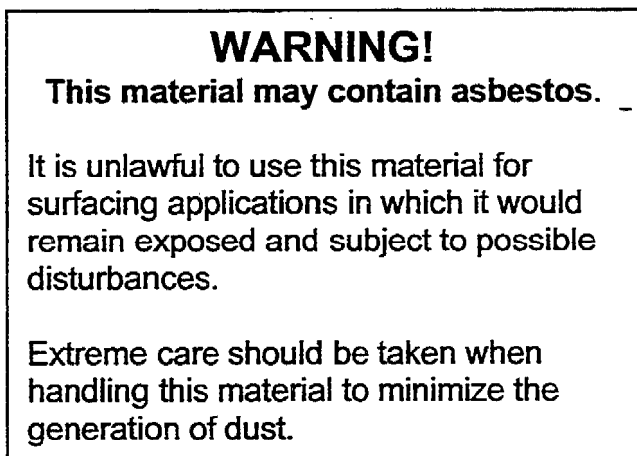 WARNING!
This material may contain asbestos.
It is unlawful to use this material for
surfacing applications in which it would
remain exposed and subject to possible
disturbances.
Extreme care should be taken when
handling this material to minimize the
generation of dust.